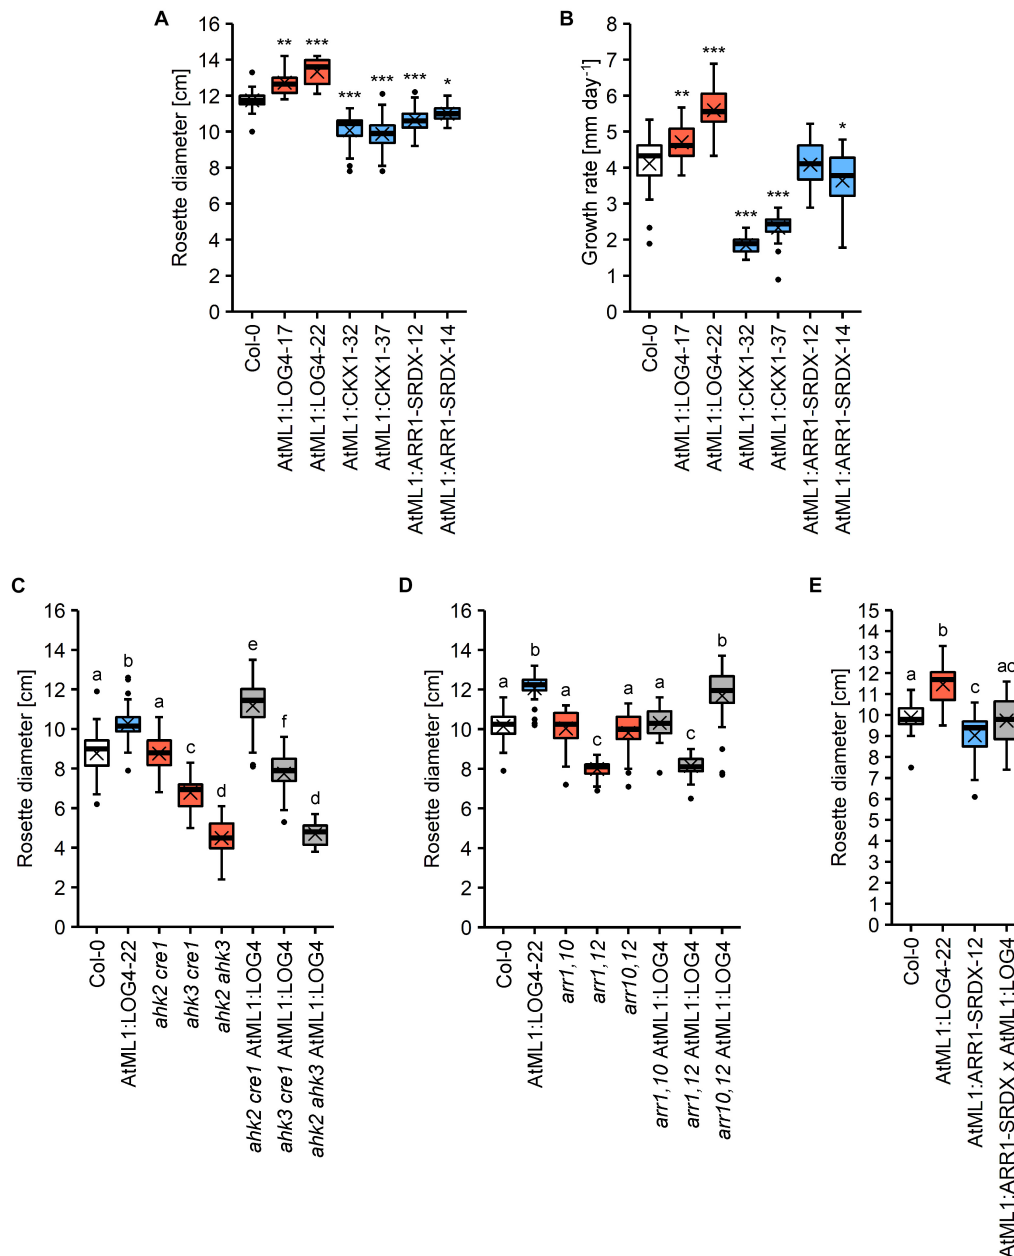 A
Rosette diameter [cm]
16
14
12
10
8
6
4
2
0
** *** *** *** *** *
Col-0
AtML1:LOG4-17
AtML1:LOG4-22
AtML1:CKX1-32
AtML1:CKX1-37
AtML1:ARR1-SRDX-12
AtML1:ARR1-SRDX-14
B
Growth rate [mm day⁻¹]
8
7
6
5
4
3
2
1
0
** *** *** *** *
Col-0
AtML1:LOG4-17
AtML1:LOG4-22
AtML1:CKX1-32
AtML1:CKX1-37
AtML1:ARR1-SRDX-12
AtML1:ARR1-SRDX-14
C
Rosette diameter [cm]
16
14
12
10
8
6
4
2
0
a b a c d e f d
Col-0
AtML1:LOG4-22
ahk2 cre1
ahk3 cre1
ahk2 ahk3
ahk2 cre1 AtML1:LOG4
ahk3 cre1 AtML1:LOG4
ahk2 ahk3 AtML1:LOG4
D
Rosette diameter [cm]
16
14
12
10
8
6
4
2
0
a b a c a a c b
Col-0
AtML1:LOG4-22
arr1,10
arr1,12
arr10,12
arr1,10 AtML1:LOG4
arr1,12 AtML1:LOG4
arr10,12 AtML1:LOG4
E
Rosette diameter [cm]
15
14
13
12
11
10
9
8
7
6
5
4
3
2
1
0
a b c ac
Col-0
AtML1:LOG4-22
AtML1:ARR1-SRDX-12
AtML1:ARR1-SRDX x AtML1:LOG4